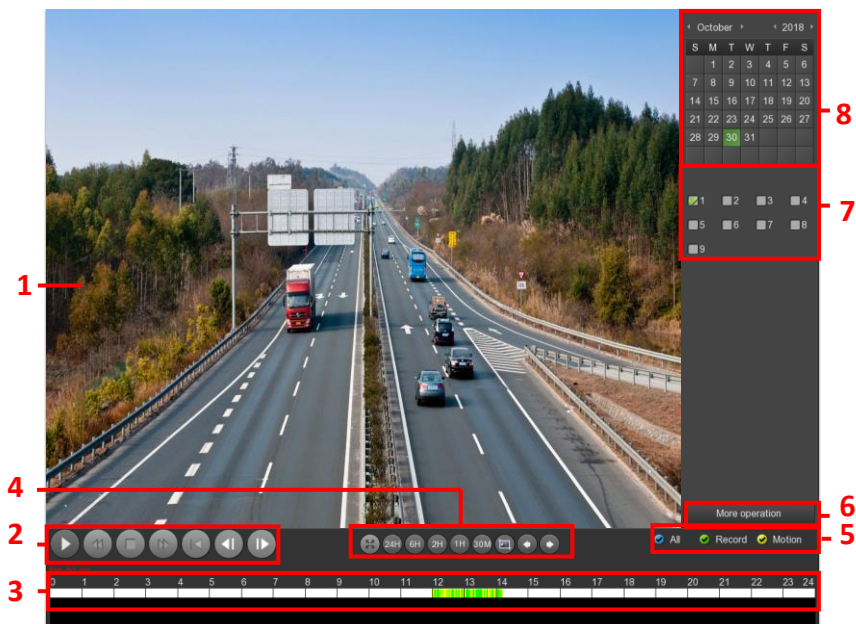 October 2018
S M T W T F S
1 2 3 4 5 6
7 8 9 10 11 12 13
14 15 16 17 18 19 20
21 22 23 24 25 26 27
28 29 30 31
8
1 2 3 4
5 6 7 8
9
7
1
More operation
6
4
2
24H 6H 2H 1H 30M
All Record Motion
5
3
0 1 2 3 4 5 6 7 8 9 10 11 12 13 14 15 16 17 18 19 20 21 22 23 24